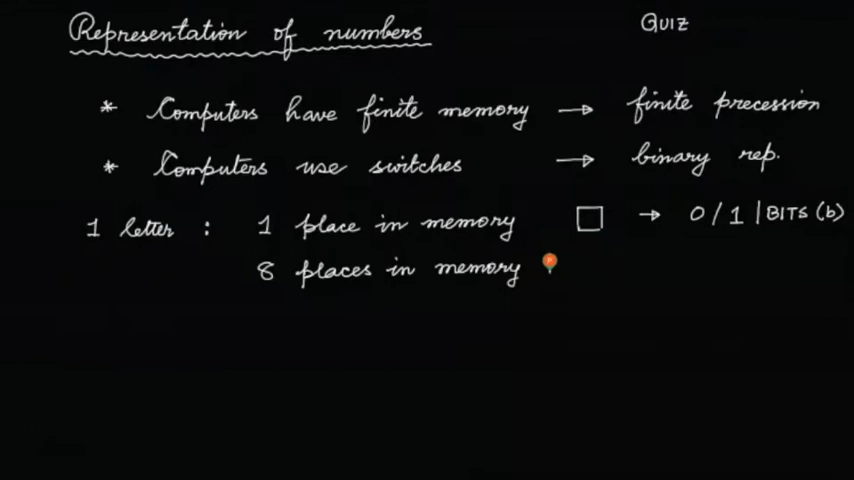 Representation of numbers
QUIZ
* Computers have finite memory → finite precession
* Computers use switches → binary rep.
1 letter : 1 place in memory □ → 0/1 | BITS (b)
8 places in memory